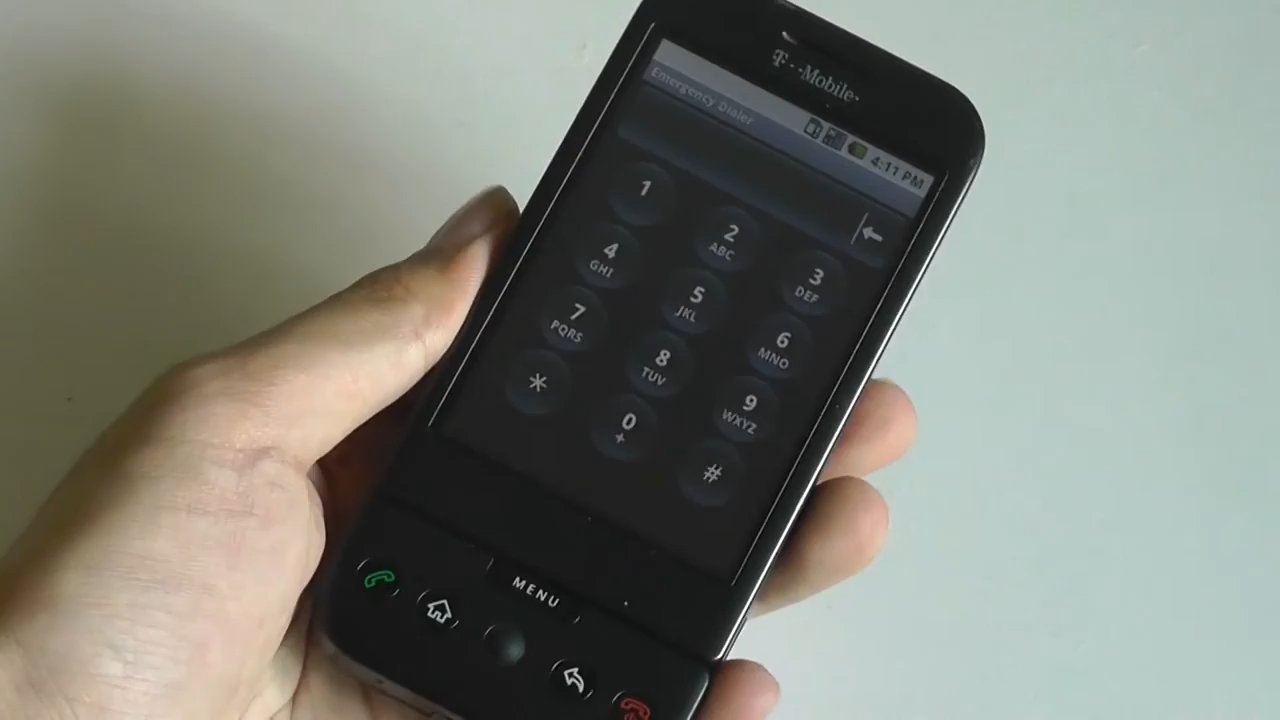 T··Mobile·
4:11 PM
Emergency Dialer
1
2
ABC
3
DEF
4
GHI
5
JKL
6
MNO
7
PQRS
8
TUV
9
WXYZ
*
0
+
#
MENU